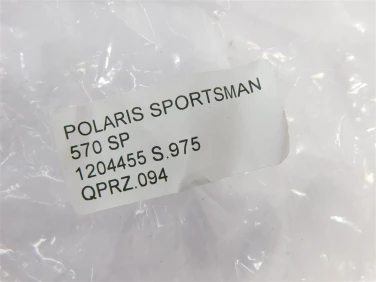 POLARIS SPORTSMAN
570 SP
1204455 S.975
QPRZ.094